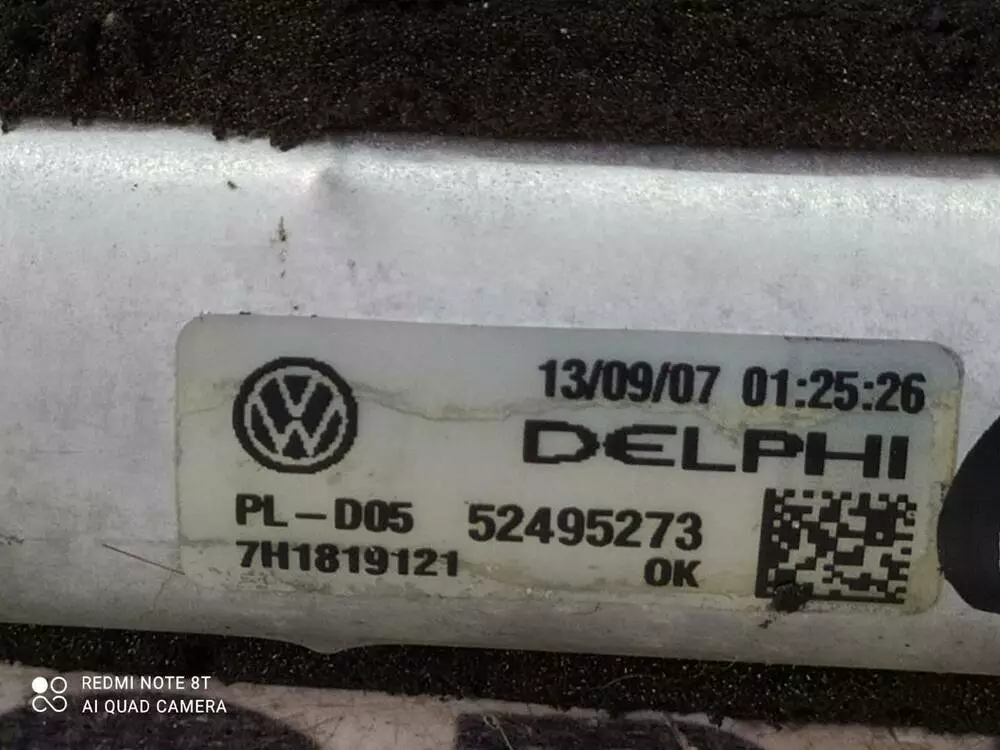 13/09/07 01:25:26
DELPHI
PL-D05 52495273
7H1819121 OK
REDMI NOTE 8T
AI QUAD CAMERA